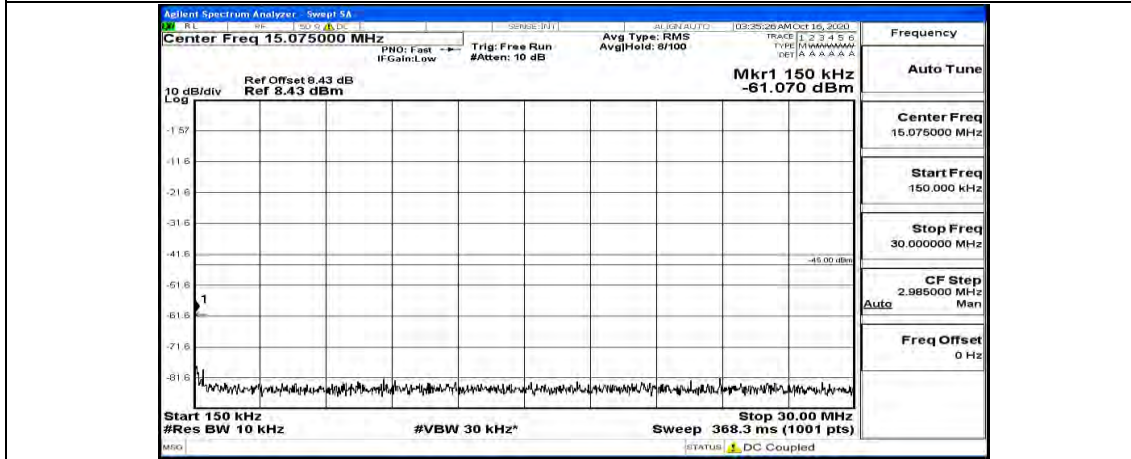 Agilent Spectrum Analyzer - Swept SA
RL RF 50 Ω DC SENSE:INT ALIGN AUTO 03:35:26 AM Oct 16, 2020
Center Freq 15.075000 MHz
PNO: Fast
IFGain:Low
Trig: Free Run
#Atten: 10 dB
Avg Type: RMS
Avg|Hold: 8/100
TRACE 1 2 3 4 5 6
TYPE M
DET A A A A A A
Frequency
Ref Offset 8.43 dB
Ref 8.43 dBm
10 dB/div
Log
Mkr1 150 kHz
-61.070 dBm
-1.57
-11.6
-21.6
-31.6
-41.6
-51.6
-61.6
-71.6
-81.6
-45.00 dBm
1
Start 150 kHz
Stop 30.00 MHz
#Res BW 10 kHz
#VBW 30 kHz*
Sweep 368.3 ms (1001 pts)
MSG
STATUS DC Coupled
Auto Tune
Center Freq
15.075000 MHz
Start Freq
150.000 kHz
Stop Freq
30.000000 MHz
CF Step
2.985000 MHz
Auto Man
Freq Offset
0 Hz